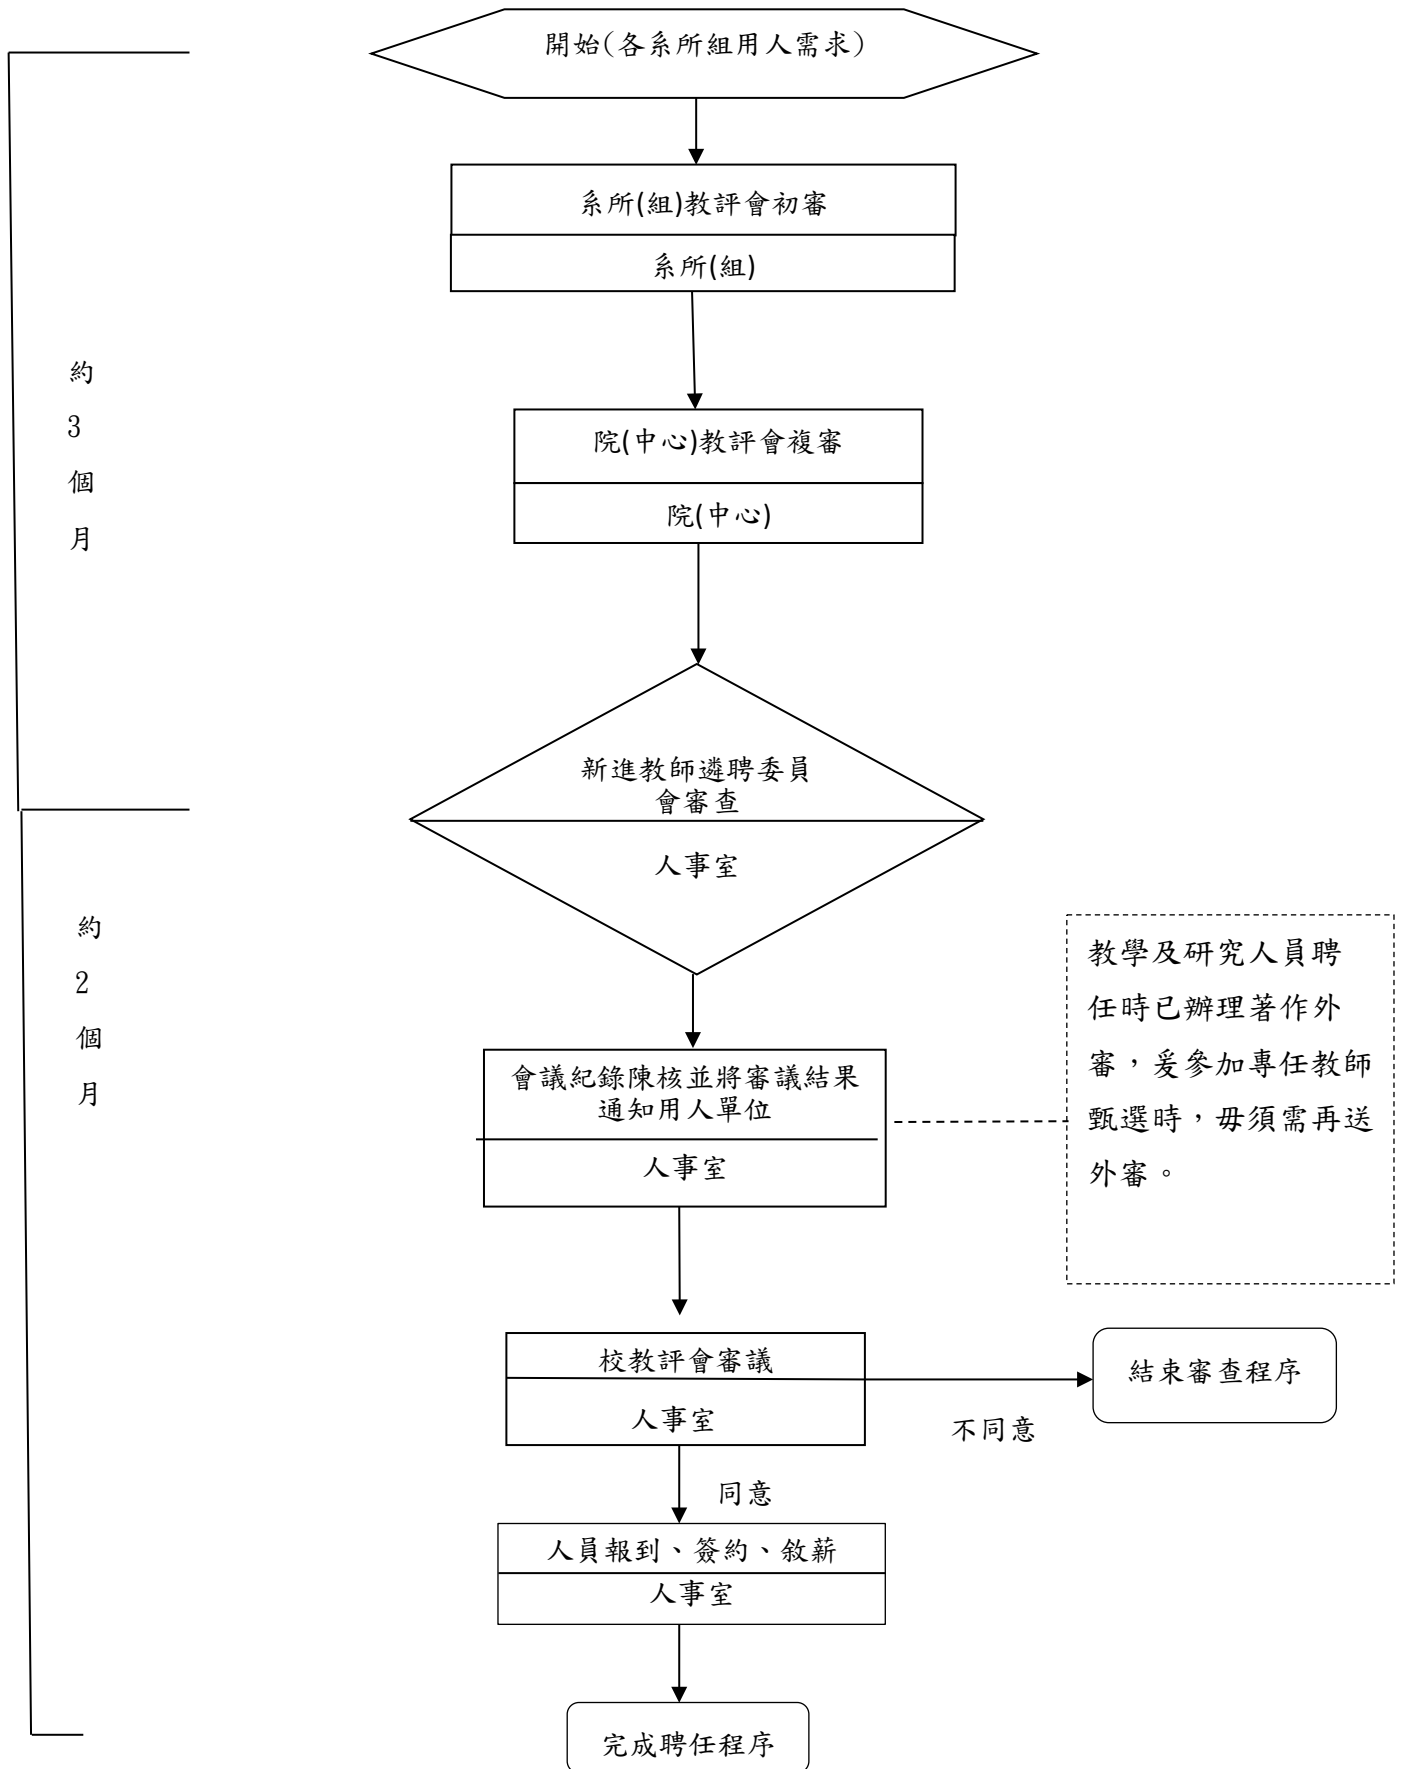 開始(各系所組用人需求)
系所(組)教評會初審
系所(組)
約
3
個
月
院(中心)教評會複審
院(中心)
新進教師遴聘委員
會審查
人事室
約
2
個
月
教學及研究人員聘
任時已辦理著作外
審，爰參加專任教師
甄選時，毋須需再送
外審。
會議紀錄陳核並將審議結果
通知用人單位
人事室
校教評會審議
人事室
不同意
結束審查程序
同意
人員報到、簽約、敘薪
人事室
完成聘任程序